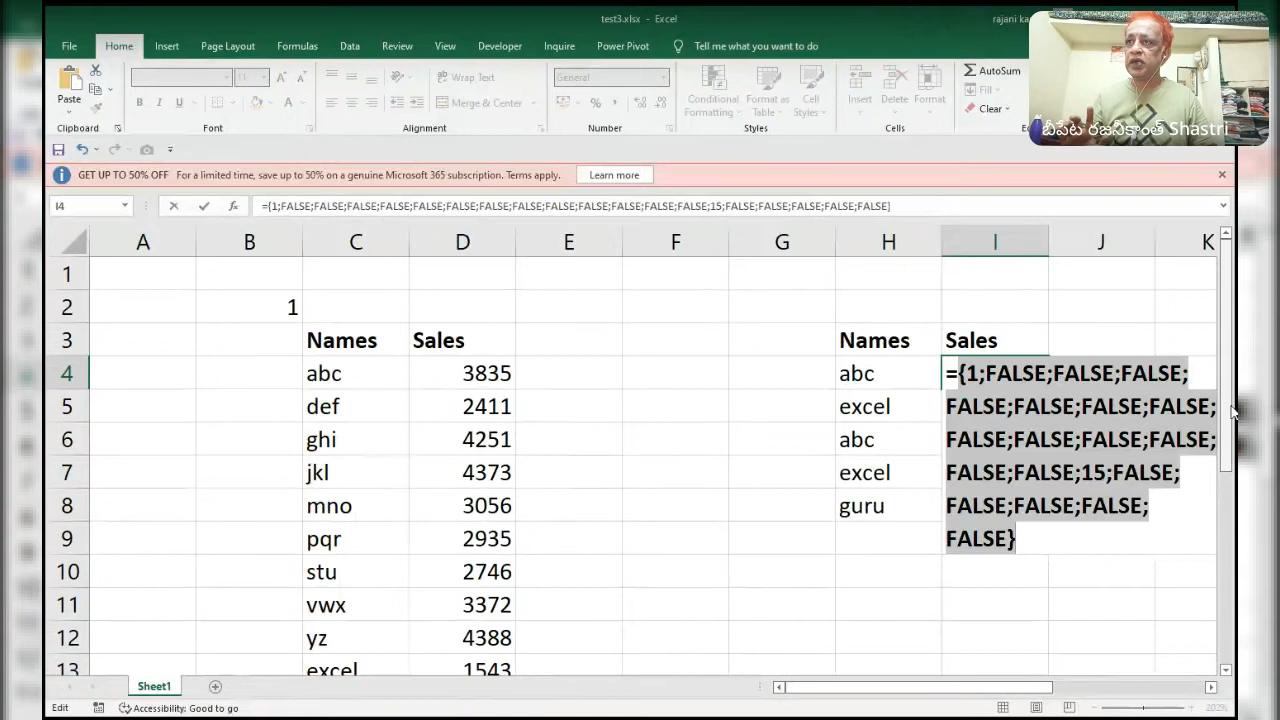 test3.xlsx - Excel
rajani ka
File Home Insert Page Layout Formulas Data Review View Developer Inquire Power Pivot Tell me what you want to do
Paste
11
Wrap Text
Merge & Center
General
Conditional Formatting
Format as Table
Cell Styles
Insert Delete Format
AutoSum
Fill
Clear
Clipboard Font Alignment Number Styles Cells
బీపేట రజనీకాంత్ Shastri
GET UP TO 50% OFF For a limited time, save up to 50% on a genuine Microsoft 365 subscription. Terms apply. Learn more
I4 ={1;FALSE;FALSE;FALSE;FALSE;FALSE;FALSE;FALSE;FALSE;FALSE;FALSE;FALSE;FALSE;FALSE;15;FALSE;FALSE;FALSE;FALSE;FALSE}
A B C D E F G H I J K
1
2 1
3 Names Sales Names Sales
4 abc 3835 abc ={1;FALSE;FALSE;FALSE;
5 def 2411 excel FALSE;FALSE;FALSE;FALSE;
6 ghi 4251 abc FALSE;FALSE;FALSE;FALSE;
7 jkl 4373 excel FALSE;FALSE;15;FALSE;
8 mno 3056 guru FALSE;FALSE;FALSE;
9 pqr 2935 FALSE}
10 stu 2746
11 vwx 3372
12 yz 4388
13 excel 1543
Sheet1
Edit Accessibility: Good to go 202%